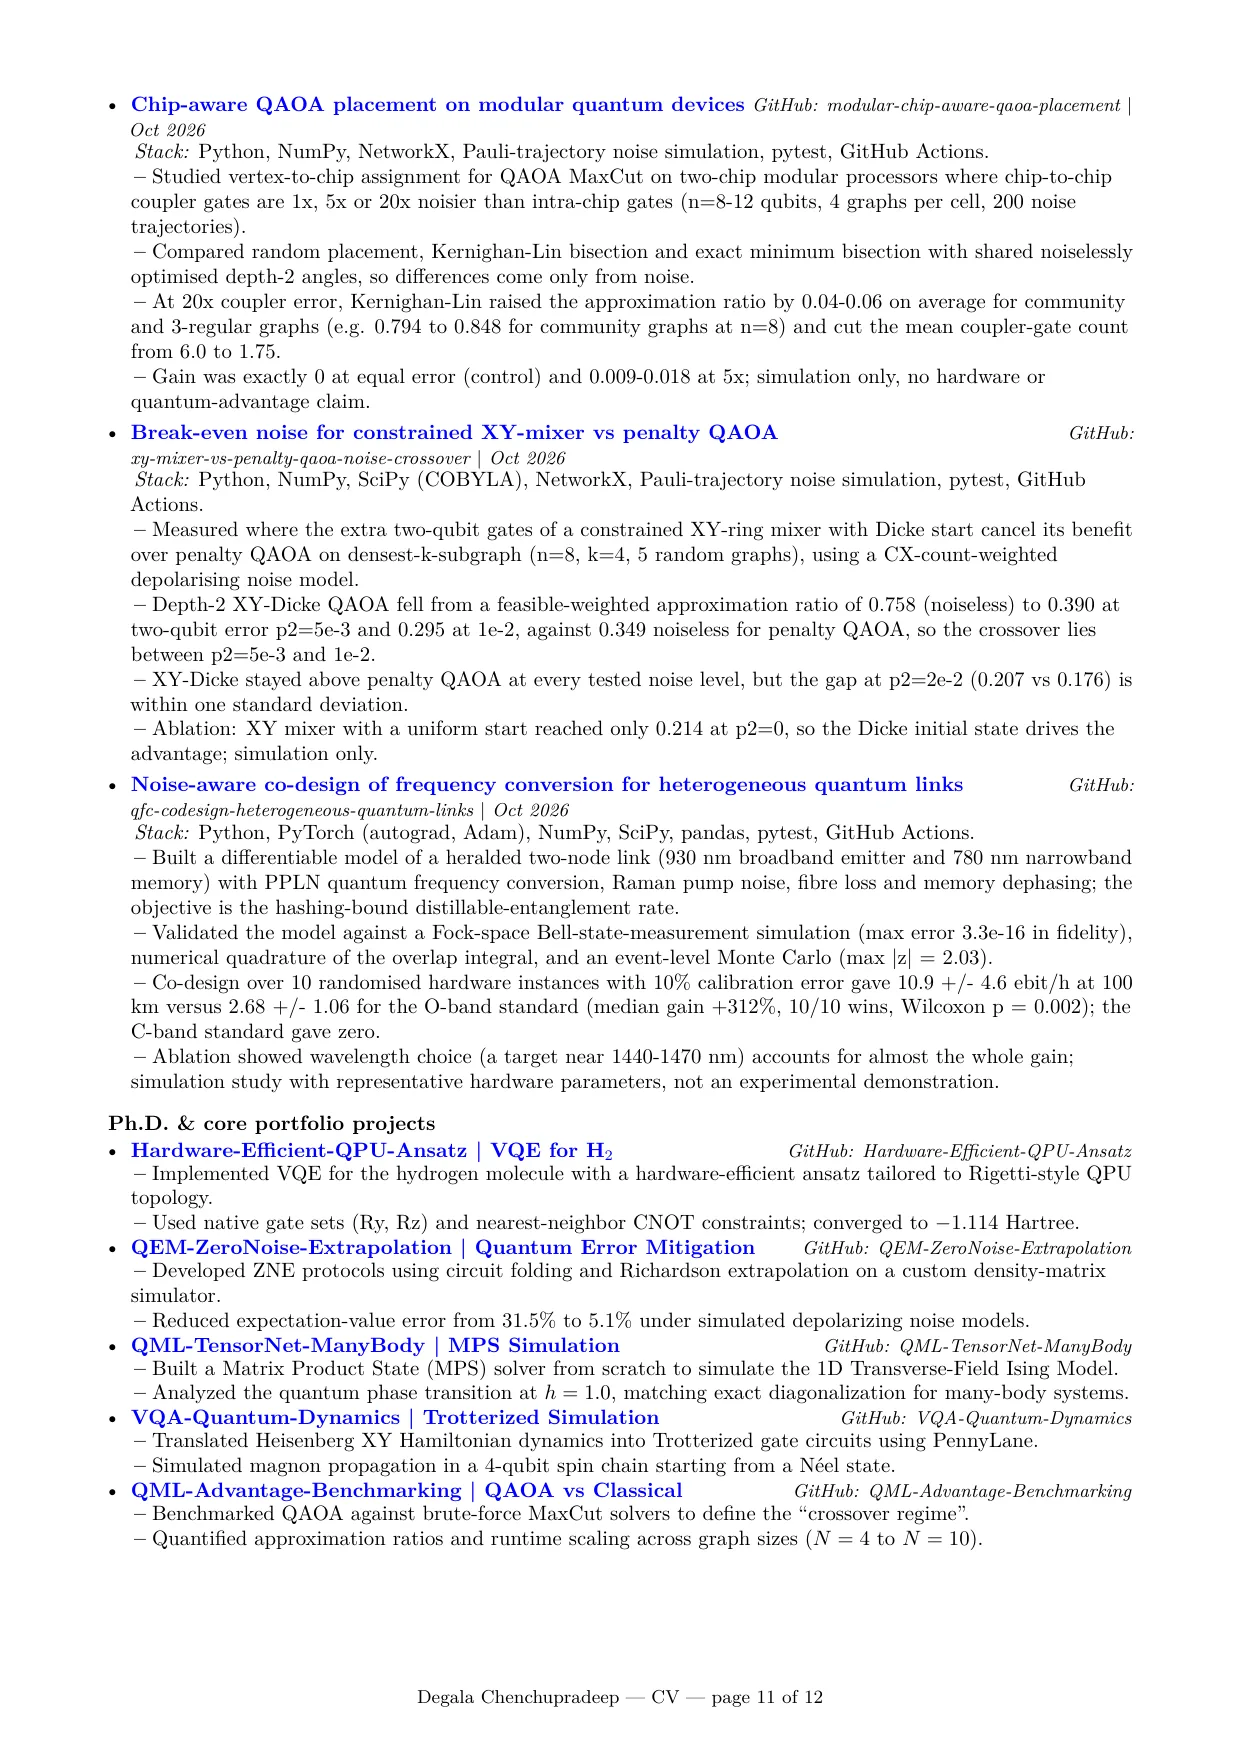 • Chip-aware QAOA placement on modular quantum devices GitHub: modular-chip-aware-qaoa-placement |
Oct 2026
Stack: Python, NumPy, NetworkX, Pauli-trajectory noise simulation, pytest, GitHub Actions.
– Studied vertex-to-chip assignment for QAOA MaxCut on two-chip modular processors where chip-to-chip
coupler gates are 1x, 5x or 20x noisier than intra-chip gates (n=8-12 qubits, 4 graphs per cell, 200 noise
trajectories).
– Compared random placement, Kernighan-Lin bisection and exact minimum bisection with shared noiselessly
optimised depth-2 angles, so differences come only from noise.
– At 20x coupler error, Kernighan-Lin raised the approximation ratio by 0.04-0.06 on average for community
and 3-regular graphs (e.g. 0.794 to 0.848 for community graphs at n=8) and cut the mean coupler-gate count
from 6.0 to 1.75.
– Gain was exactly 0 at equal error (control) and 0.009-0.018 at 5x; simulation only, no hardware or
quantum-advantage claim.
• Break-even noise for constrained XY-mixer vs penalty QAOA GitHub:
xy-mixer-vs-penalty-qaoa-noise-crossover | Oct 2026
Stack: Python, NumPy, SciPy (COBYLA), NetworkX, Pauli-trajectory noise simulation, pytest, GitHub
Actions.
– Measured where the extra two-qubit gates of a constrained XY-ring mixer with Dicke start cancel its benefit
over penalty QAOA on densest-k-subgraph (n=8, k=4, 5 random graphs), using a CX-count-weighted
depolarising noise model.
– Depth-2 XY-Dicke QAOA fell from a feasible-weighted approximation ratio of 0.758 (noiseless) to 0.390 at
two-qubit error p2=5e-3 and 0.295 at 1e-2, against 0.349 noiseless for penalty QAOA, so the crossover lies
between p2=5e-3 and 1e-2.
– XY-Dicke stayed above penalty QAOA at every tested noise level, but the gap at p2=2e-2 (0.207 vs 0.176) is
within one standard deviation.
– Ablation: XY mixer with a uniform start reached only 0.214 at p2=0, so the Dicke initial state drives the
advantage; simulation only.
• Noise-aware co-design of frequency conversion for heterogeneous quantum links GitHub:
qfc-codesign-heterogeneous-quantum-links | Oct 2026
Stack: Python, PyTorch (autograd, Adam), NumPy, SciPy, pandas, pytest, GitHub Actions.
– Built a differentiable model of a heralded two-node link (930 nm broadband emitter and 780 nm narrowband
memory) with PPLN quantum frequency conversion, Raman pump noise, fibre loss and memory dephasing; the
objective is the hashing-bound distillable-entanglement rate.
– Validated the model against a Fock-space Bell-state-measurement simulation (max error 3.3e-16 in fidelity),
numerical quadrature of the overlap integral, and an event-level Monte Carlo (max |z| = 2.03).
– Co-design over 10 randomised hardware instances with 10% calibration error gave 10.9 +/- 4.6 ebit/h at 100
km versus 2.68 +/- 1.06 for the O-band standard (median gain +312%, 10/10 wins, Wilcoxon p = 0.002); the
C-band standard gave zero.
– Ablation showed wavelength choice (a target near 1440-1470 nm) accounts for almost the whole gain;
simulation study with representative hardware parameters, not an experimental demonstration.
Ph.D. & core portfolio projects
• Hardware-Efficient-QPU-Ansatz | VQE for H₂ GitHub: Hardware-Efficient-QPU-Ansatz
– Implemented VQE for the hydrogen molecule with a hardware-efficient ansatz tailored to Rigetti-style QPU
topology.
– Used native gate sets (Ry, Rz) and nearest-neighbor CNOT constraints; converged to −1.114 Hartree.
• QEM-ZeroNoise-Extrapolation | Quantum Error Mitigation GitHub: QEM-ZeroNoise-Extrapolation
– Developed ZNE protocols using circuit folding and Richardson extrapolation on a custom density-matrix
simulator.
– Reduced expectation-value error from 31.5% to 5.1% under simulated depolarizing noise models.
• QML-TensorNet-ManyBody | MPS Simulation GitHub: QML-TensorNet-ManyBody
– Built a Matrix Product State (MPS) solver from scratch to simulate the 1D Transverse-Field Ising Model.
– Analyzed the quantum phase transition at h = 1.0, matching exact diagonalization for many-body systems.
• VQA-Quantum-Dynamics | Trotterized Simulation GitHub: VQA-Quantum-Dynamics
– Translated Heisenberg XY Hamiltonian dynamics into Trotterized gate circuits using PennyLane.
– Simulated magnon propagation in a 4-qubit spin chain starting from a Néel state.
• QML-Advantage-Benchmarking | QAOA vs Classical GitHub: QML-Advantage-Benchmarking
– Benchmarked QAOA against brute-force MaxCut solvers to define the “crossover regime”.
– Quantified approximation ratios and runtime scaling across graph sizes (N = 4 to N = 10).
Degala Chenchupradeep — CV — page 11 of 12